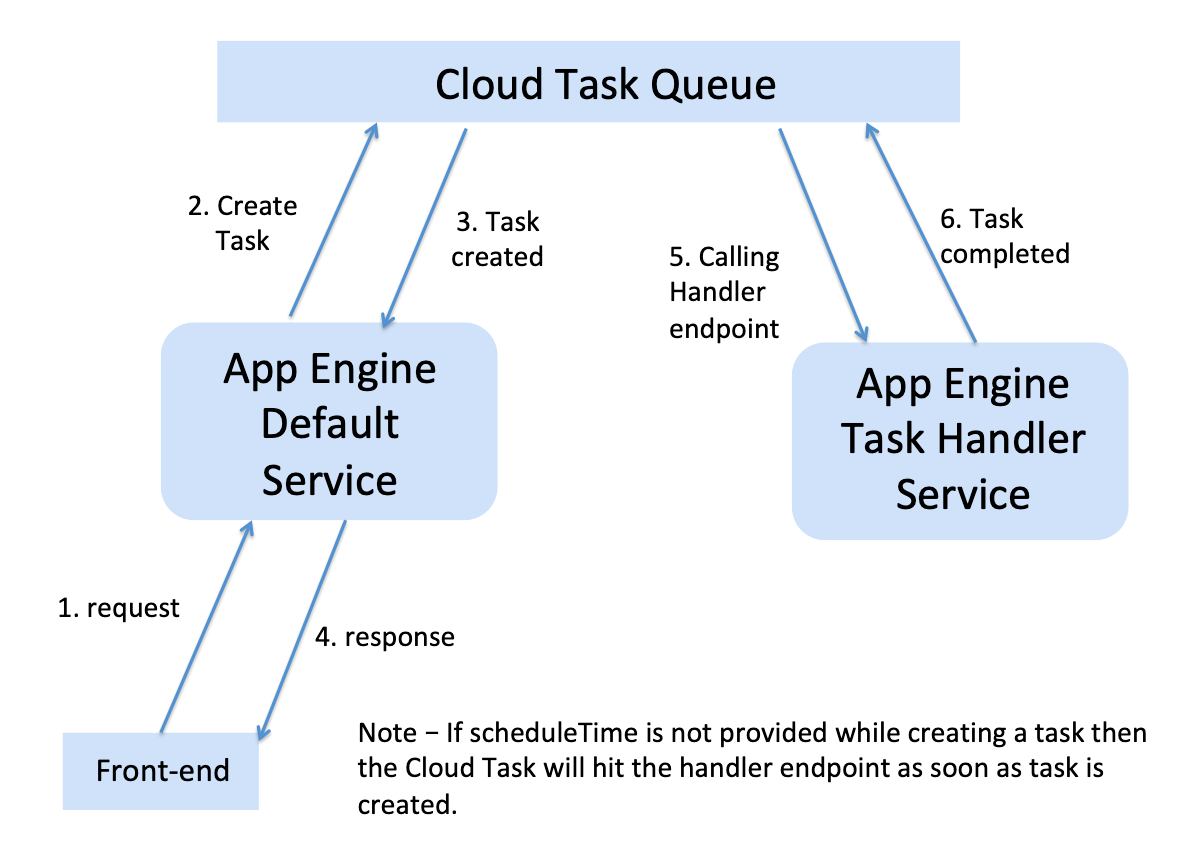 Cloud Task Queue
2. Create
Task
3. Task
created
5. Calling
Handler
endpoint
6. Task
completed
App Engine
Default
Service
App Engine
Task Handler
Service
1. request
4. response
Front-end
Note – If scheduleTime is not provided while creating a task then
the Cloud Task will hit the handler endpoint as soon as task is
created.